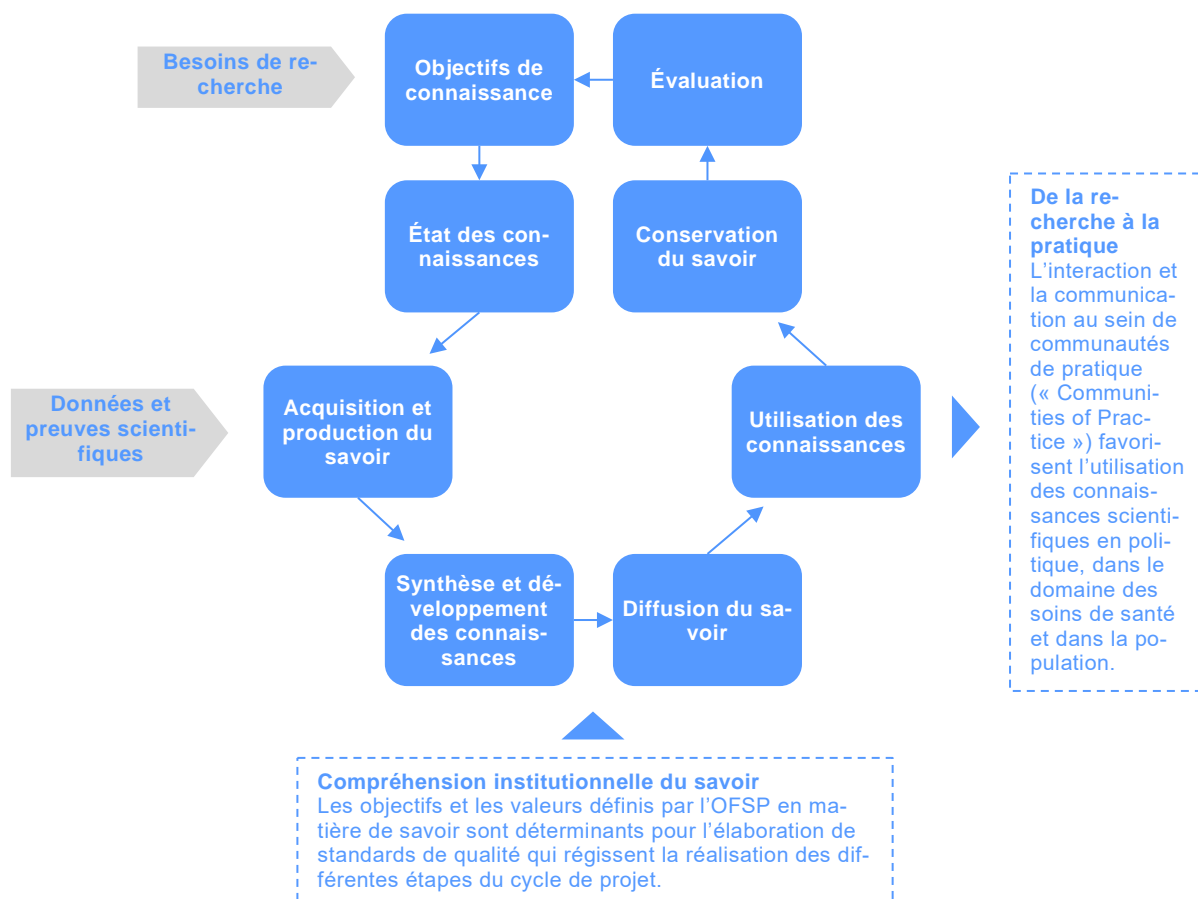 Besoins de re-
cherche
Objectifs de
connaissance
Évaluation
État des con-
naissances
Conservation
du savoir
De la re-
cherche à la
pratique
L’interaction et
la communica-
tion au sein de
communautés
de pratique
(« Communi-
ties of Prac-
tice ») favori-
sent l’utilisation
des connais-
sances scienti-
fiques en poli-
tique, dans le
domaine des
soins de santé
et dans la po-
pulation.
Données et
preuves scienti-
fiques
Acquisition et
production du
savoir
Utilisation des
connaissances
Synthèse et dé-
veloppement
des connais-
sances
Diffusion du sa-
voir
Compréhension institutionnelle du savoir
Les objectifs et les valeurs définis par l’OFSP en ma-
tière de savoir sont déterminants pour l’élaboration de
standards de qualité qui régissent la réalisation des dif-
férentes étapes du cycle de projet.